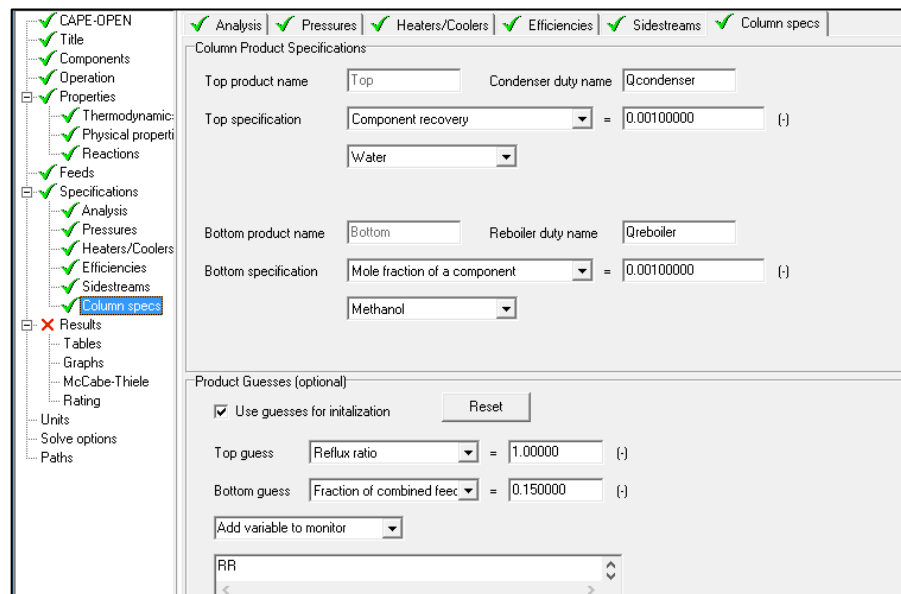 CAPE-OPEN
Title
Components
Operation
Properties
Thermodynamic:
Physical properti
Reactions
Feeds
Specifications
Analysis
Pressures
Heaters/Coolers
Efficiencies
Sidestreams
Column specs
Results
Tables
Graphs
McCabe-Thiele
Rating
Units
Solve options
Paths
Analysis Pressures Heaters/Coolers Efficiencies Sidestreams Column specs
Column Product Specifications
Top product name Top Condenser duty name Qcondenser
Top specification Component recovery = 0.00100000 (-)
Water
Bottom product name Bottom Reboiler duty name Qreboiler
Bottom specification Mole fraction of a component = 0.00100000 (-)
Methanol
Product Guesses (optional)
Use guesses for initalization Reset
Top guess Reflux ratio = 1.00000 (-)
Bottom guess Fraction of combined feec = 0.150000 (-)
Add variable to monitor
RR